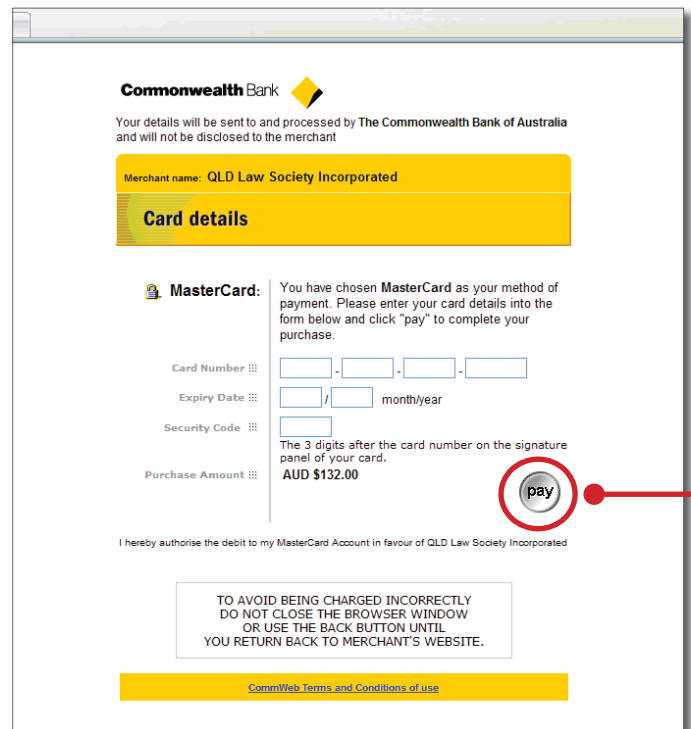 Commonwealth Bank
Your details will be sent to and processed by The Commonwealth Bank of Australia
and will not be disclosed to the merchant
Merchant name: QLD Law Society Incorporated
Card details
MasterCard:
You have chosen MasterCard as your method of
payment. Please enter your card details into the
form below and click "pay" to complete your
purchase.
Card Number
- - -
Expiry Date
/ month/year
Security Code
The 3 digits after the card number on the signature
panel of your card.
Purchase Amount AUD $132.00
pay
I hereby authorise the debit to my MasterCard Account in favour of QLD Law Society Incorporated
TO AVOID BEING CHARGED INCORRECTLY
DO NOT CLOSE THE BROWSER WINDOW
OR USE THE BACK BUTTON UNTIL
YOU RETURN BACK TO MERCHANT'S WEBSITE.
CommWeb Terms and Conditions of use